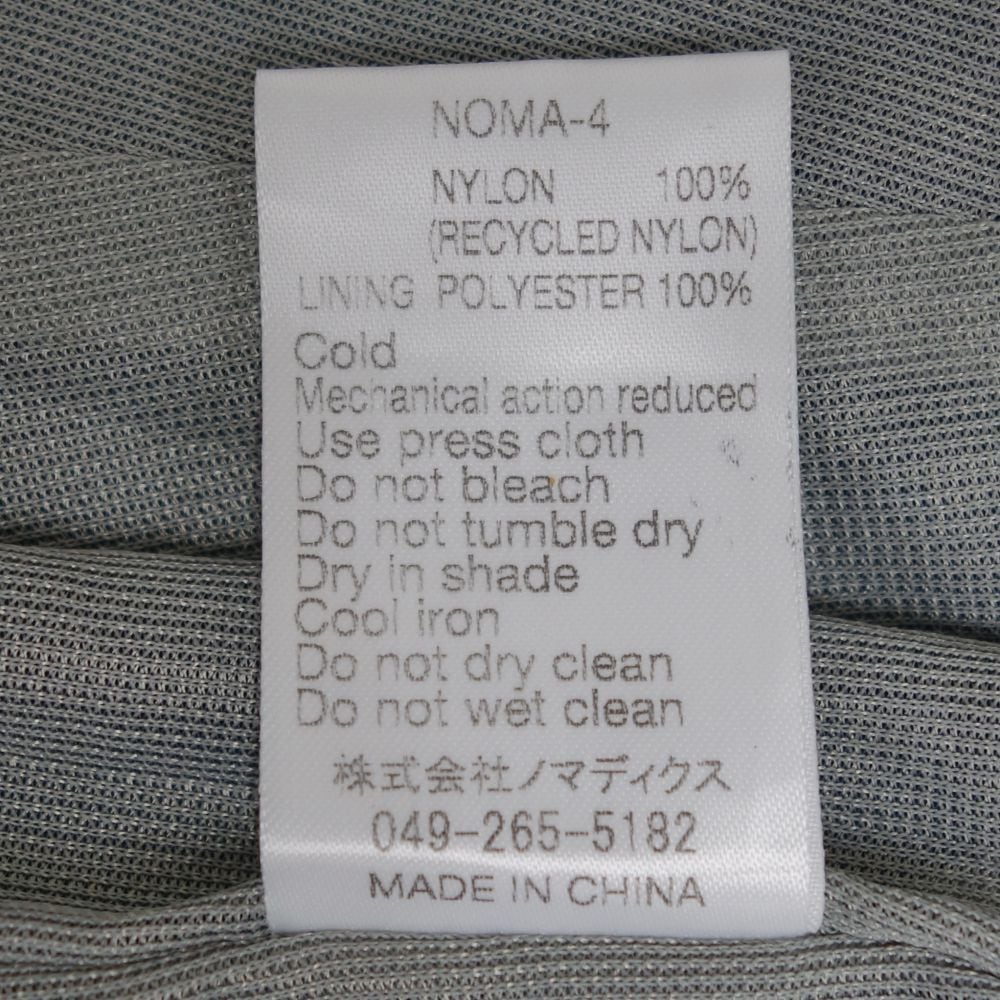 NOMA-4
NYLON 100%
(RECYCLED NYLON)
LINING POLYESTER 100%
Cold
Mechanical action reduced
Use press cloth
Do not bleach
Do not tumble dry
Dry in shade
Cool iron
Do not dry clean
Do not wet clean
株式会社ノマディクス
049-265-5182
MADE IN CHINA